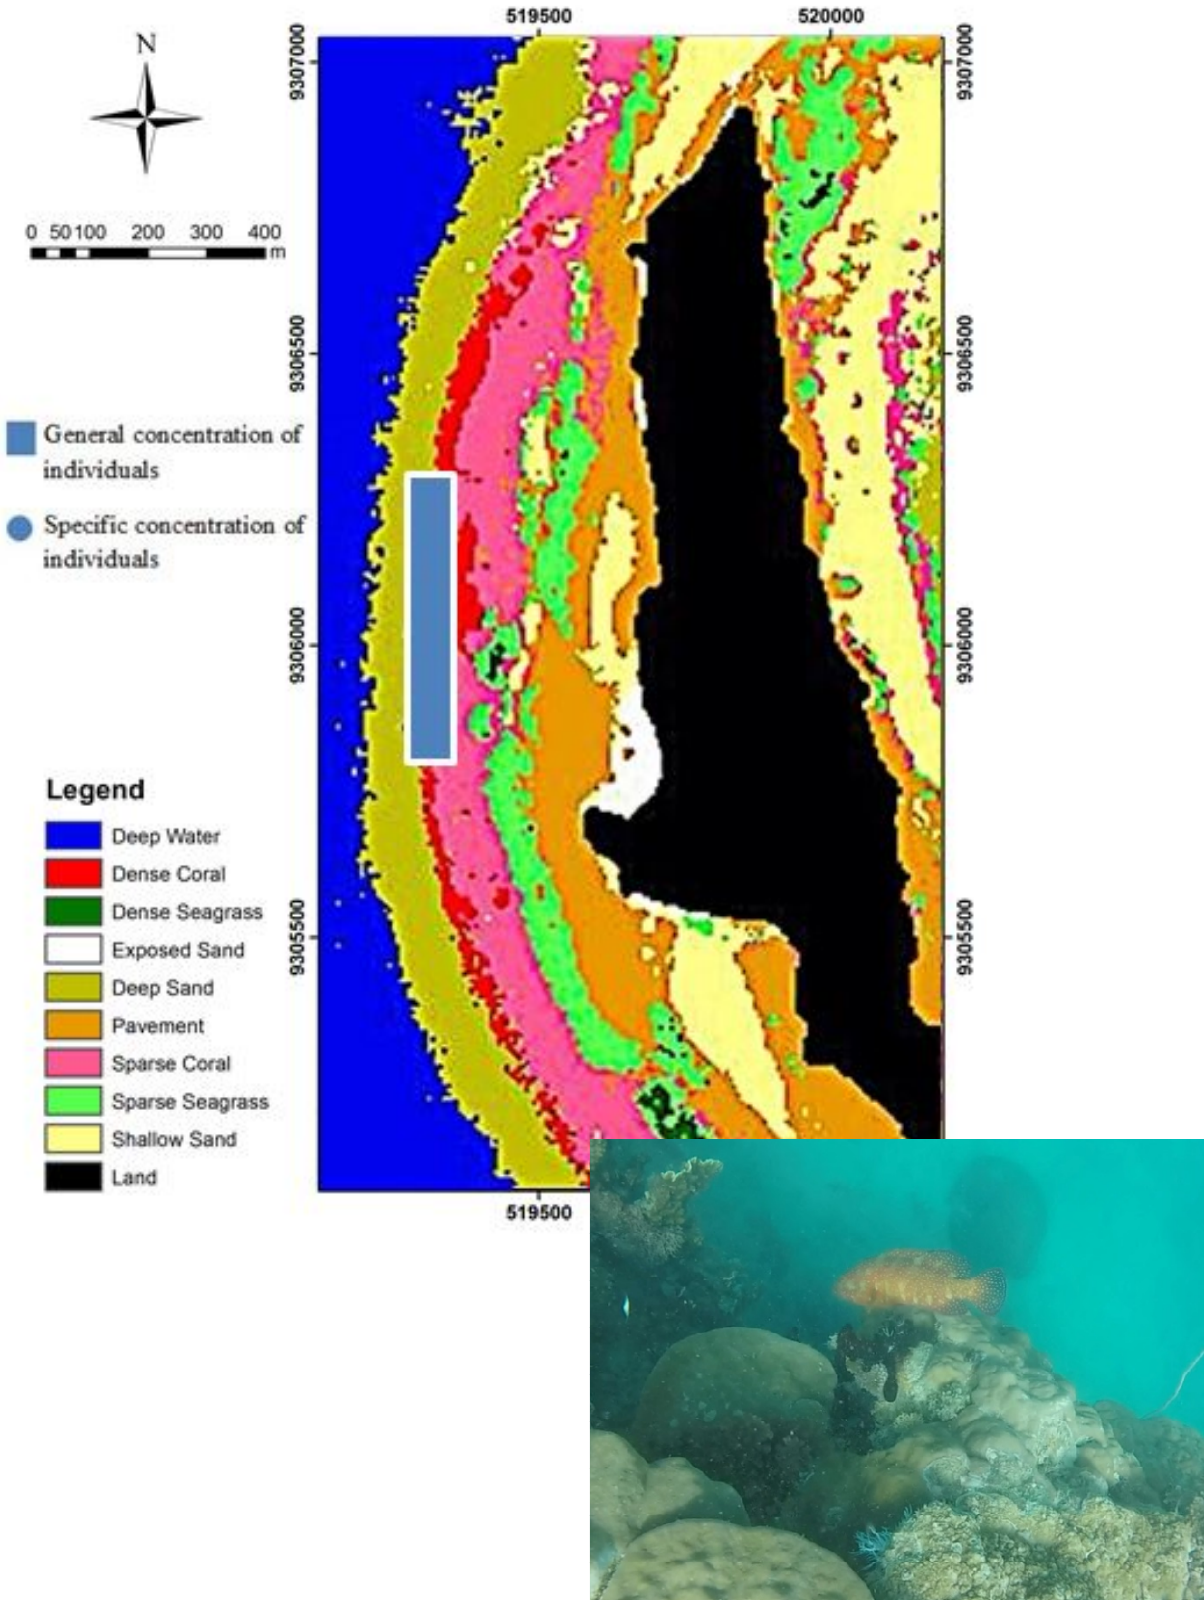 519500 520000
N
9307000 9307000
0 50 100 200 300 400
m
9306500 9306500
General concentration of
individuals
Specific concentration of
individuals
9306000 9306000
Legend
Deep Water
Dense Coral
Dense Seagrass
Exposed Sand
Deep Sand
Pavement
Sparse Coral
Sparse Seagrass
Shallow Sand
Land
9305500 9305500
519500